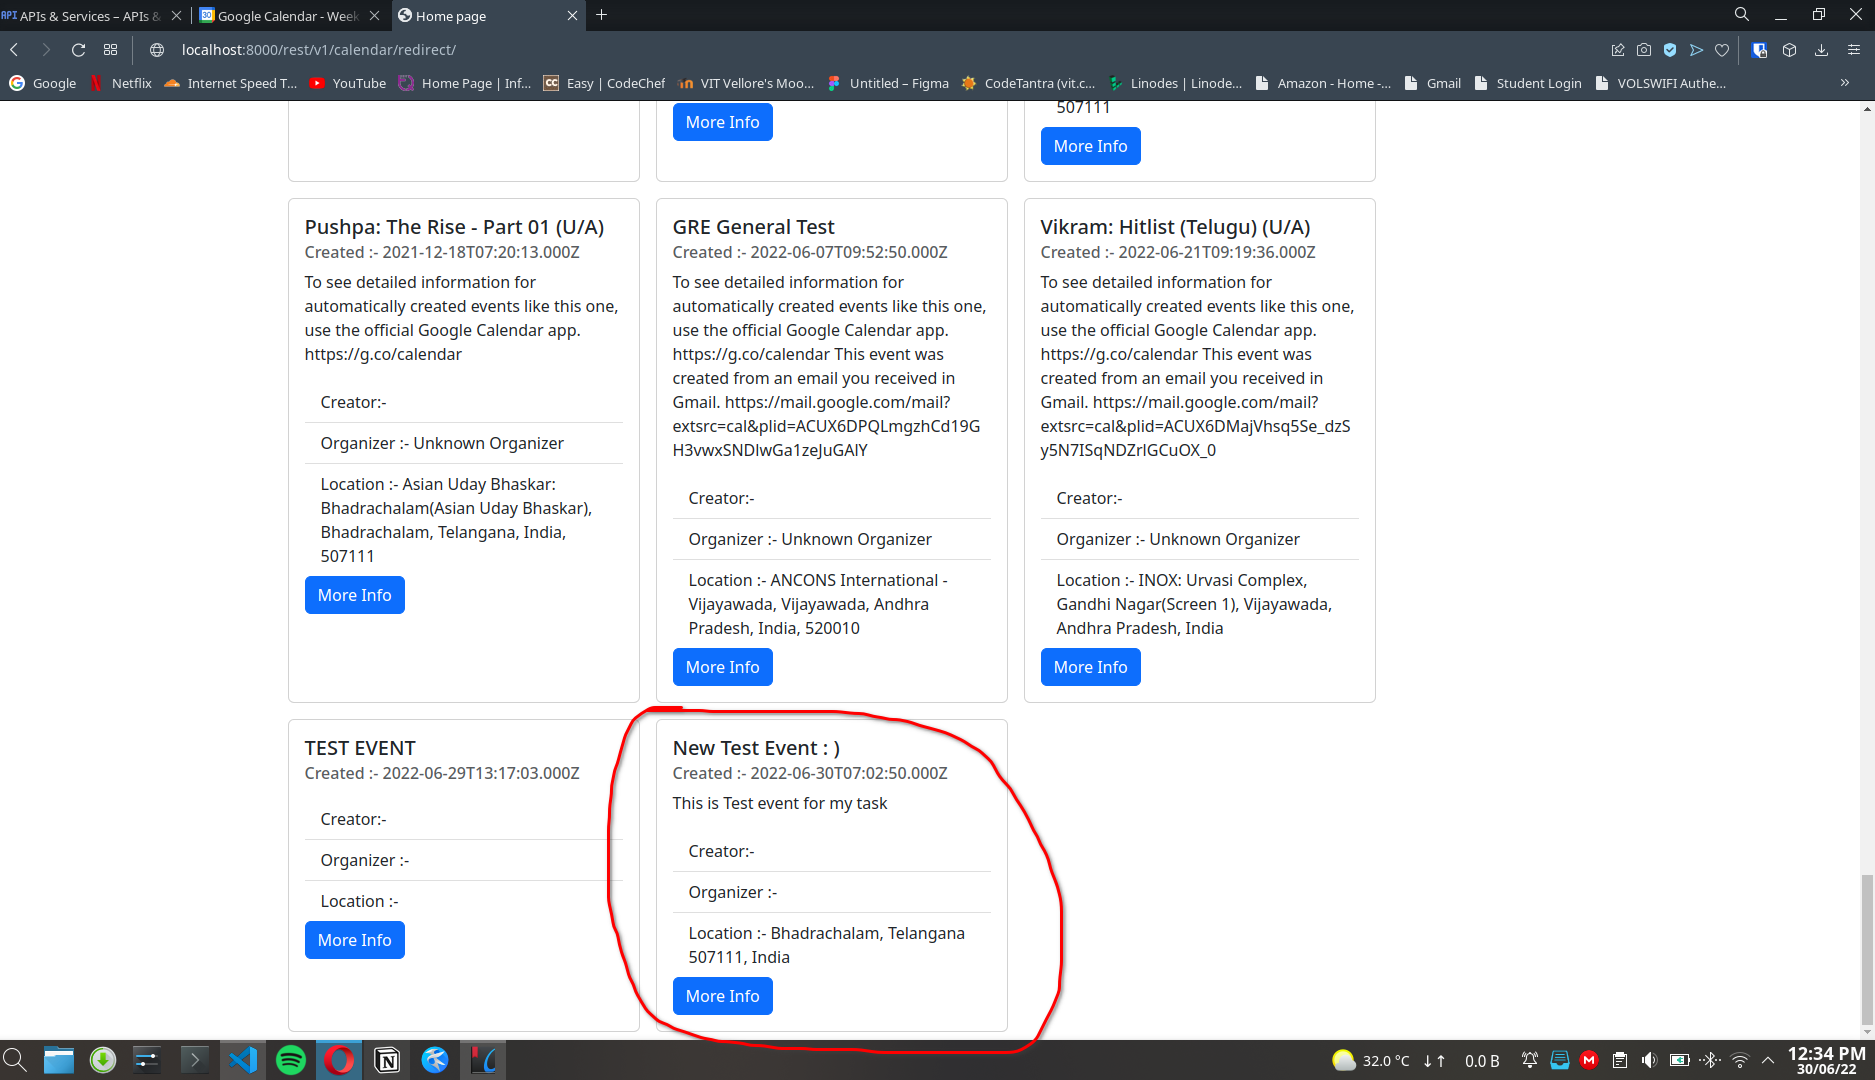 APIs & Services – APIs &
Google Calendar - Week
Home page
localhost:8000/rest/v1/calendar/redirect/
Google
Netflix
Internet Speed T...
YouTube
Home Page | Inf...
CC
Easy | CodeChef
VIT Vellore's Moo...
Untitled – Figma
CodeTantra (vit.c...
Linodes | Linode...
Amazon - Home -...
Gmail
Student Login
VOLSWIFI Authe...
More Info
507111
More Info
Pushpa: The Rise - Part 01 (U/A)
Created :- 2021-12-18T07:20:13.000Z
To see detailed information for
automatically created events like this one,
use the official Google Calendar app.
https://g.co/calendar
Creator:-
Organizer :- Unknown Organizer
Location :- Asian Uday Bhaskar:
Bhadrachalam(Asian Uday Bhaskar),
Bhadrachalam, Telangana, India,
507111
More Info
GRE General Test
Created :- 2022-06-07T09:52:50.000Z
To see detailed information for
automatically created events like this one,
use the official Google Calendar app.
https://g.co/calendar This event was
created from an email you received in
Gmail. https://mail.google.com/mail?
extsrc=cal&plid=ACUX6DPQLmgzhCd19G
H3vwxSNDlwGa1zeJuGAlY
Creator:-
Organizer :- Unknown Organizer
Location :- ANCONS International -
Vijayawada, Vijayawada, Andhra
Pradesh, India, 520010
More Info
Vikram: Hitlist (Telugu) (U/A)
Created :- 2022-06-21T09:19:36.000Z
To see detailed information for
automatically created events like this one,
use the official Google Calendar app.
https://g.co/calendar This event was
created from an email you received in
Gmail. https://mail.google.com/mail?
extsrc=cal&plid=ACUX6DMajVhsq5Se_dzS
y5N7ISqNDZrlGCuOX_0
Creator:-
Organizer :- Unknown Organizer
Location :- INOX: Urvasi Complex,
Gandhi Nagar(Screen 1), Vijayawada,
Andhra Pradesh, India
More Info
TEST EVENT
Created :- 2022-06-29T13:17:03.000Z
Creator:-
Organizer :-
Location :-
More Info
New Test Event : )
Created :- 2022-06-30T07:02:50.000Z
This is Test event for my task
Creator:-
Organizer :-
Location :- Bhadrachalam, Telangana
507111, India
More Info
32.0 °C
0.0 B
12:34 PM
30/06/22